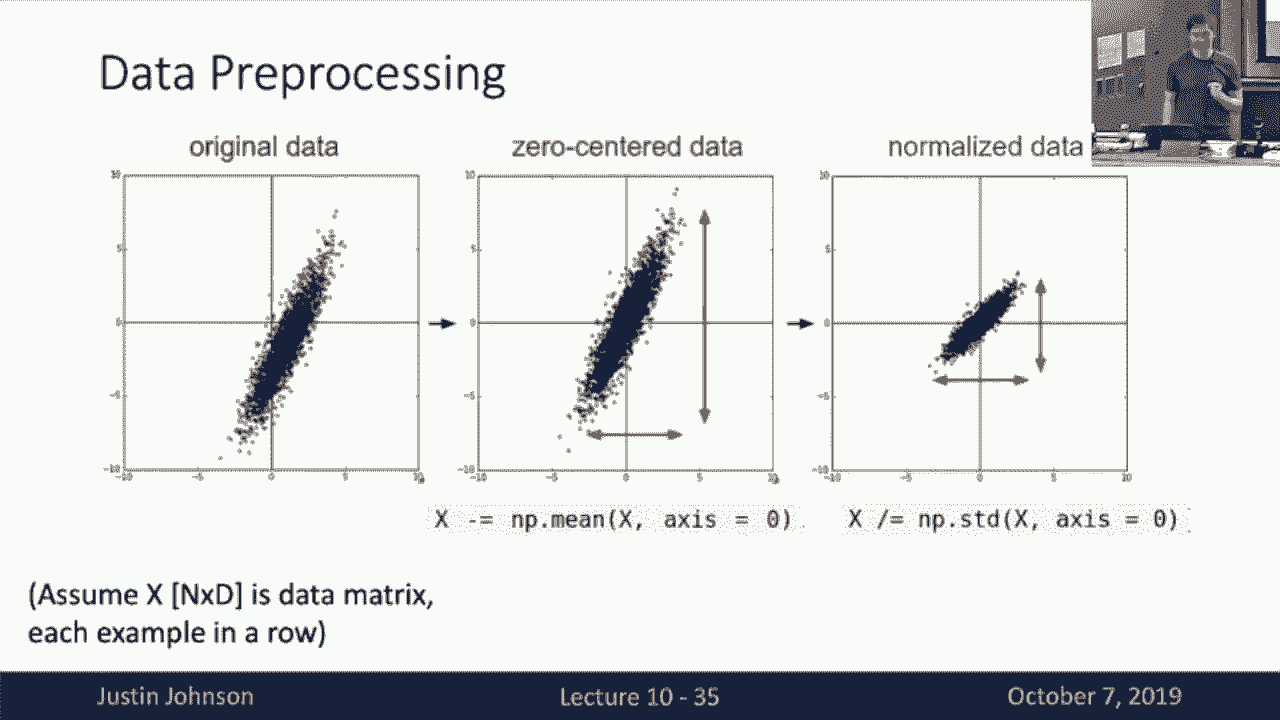 Data Preprocessing
original data
zero-centered data
normalized data
10
5
0
-5
-10
-10
-5
0
5
10
10
5
0
-5
-10
-10
-5
0
5
10
10
5
0
-5
-10
-10
-5
0
5
10
X -= np.mean(X, axis = 0)
X /= np.std(X, axis = 0)
(Assume X [NxD] is data matrix,
each example in a row)
Justin Johnson
Lecture 10 - 35
October 7, 2019